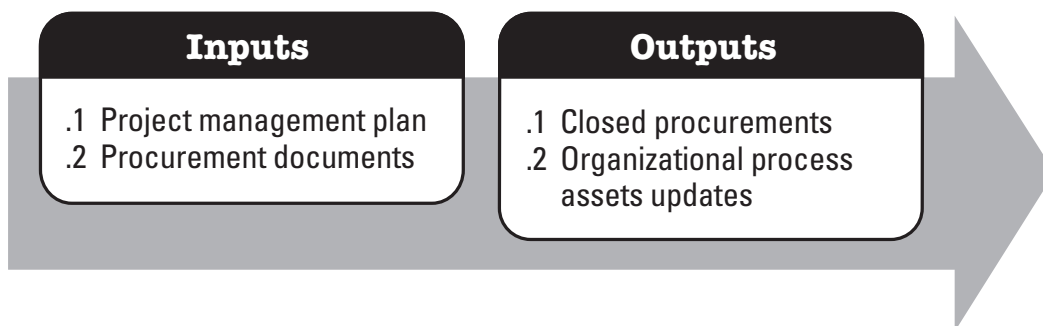 Inputs
.1 Project management plan
.2 Procurement documents
Outputs
.1 Closed procurements
.2 Organizational process
assets updates